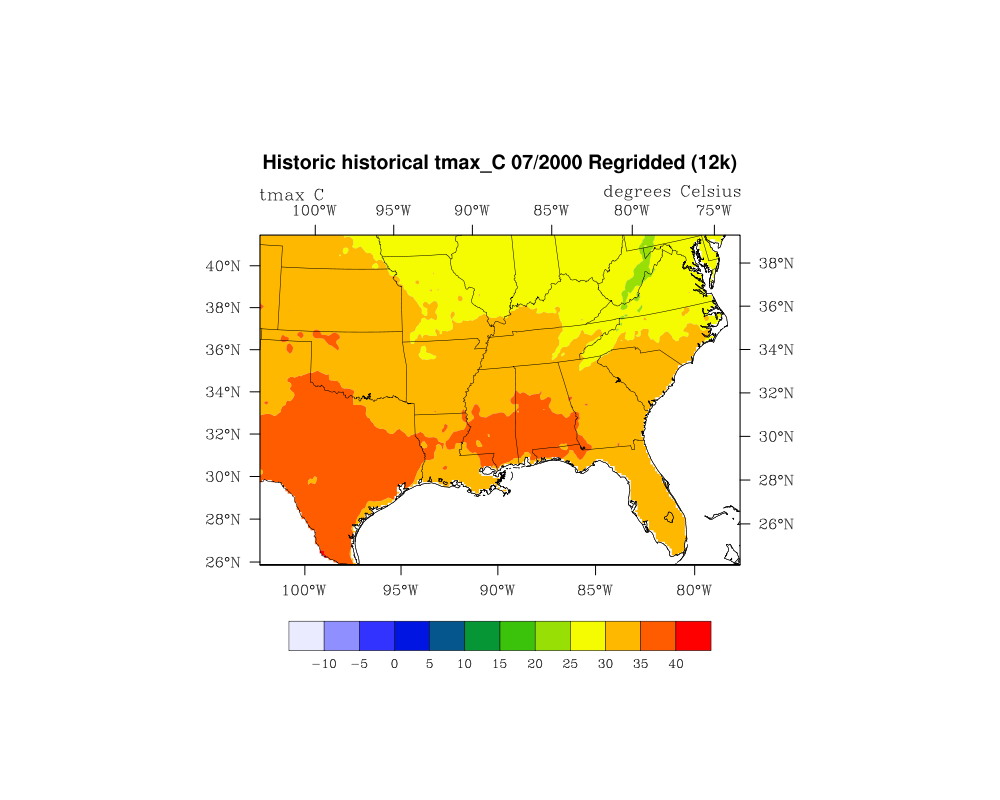 Historic historical tmax_C 07/2000 Regridded (12k)
tmax C degrees Celsius
100°W 95°W 90°W 85°W 80°W 75°W
40°N 38°N
38°N 36°N
36°N 34°N
34°N 32°N
32°N 30°N
30°N 28°N
28°N 26°N
26°N
100°W 95°W 90°W 85°W 80°W
−10 −5 0 5 10 15 20 25 30 35 40